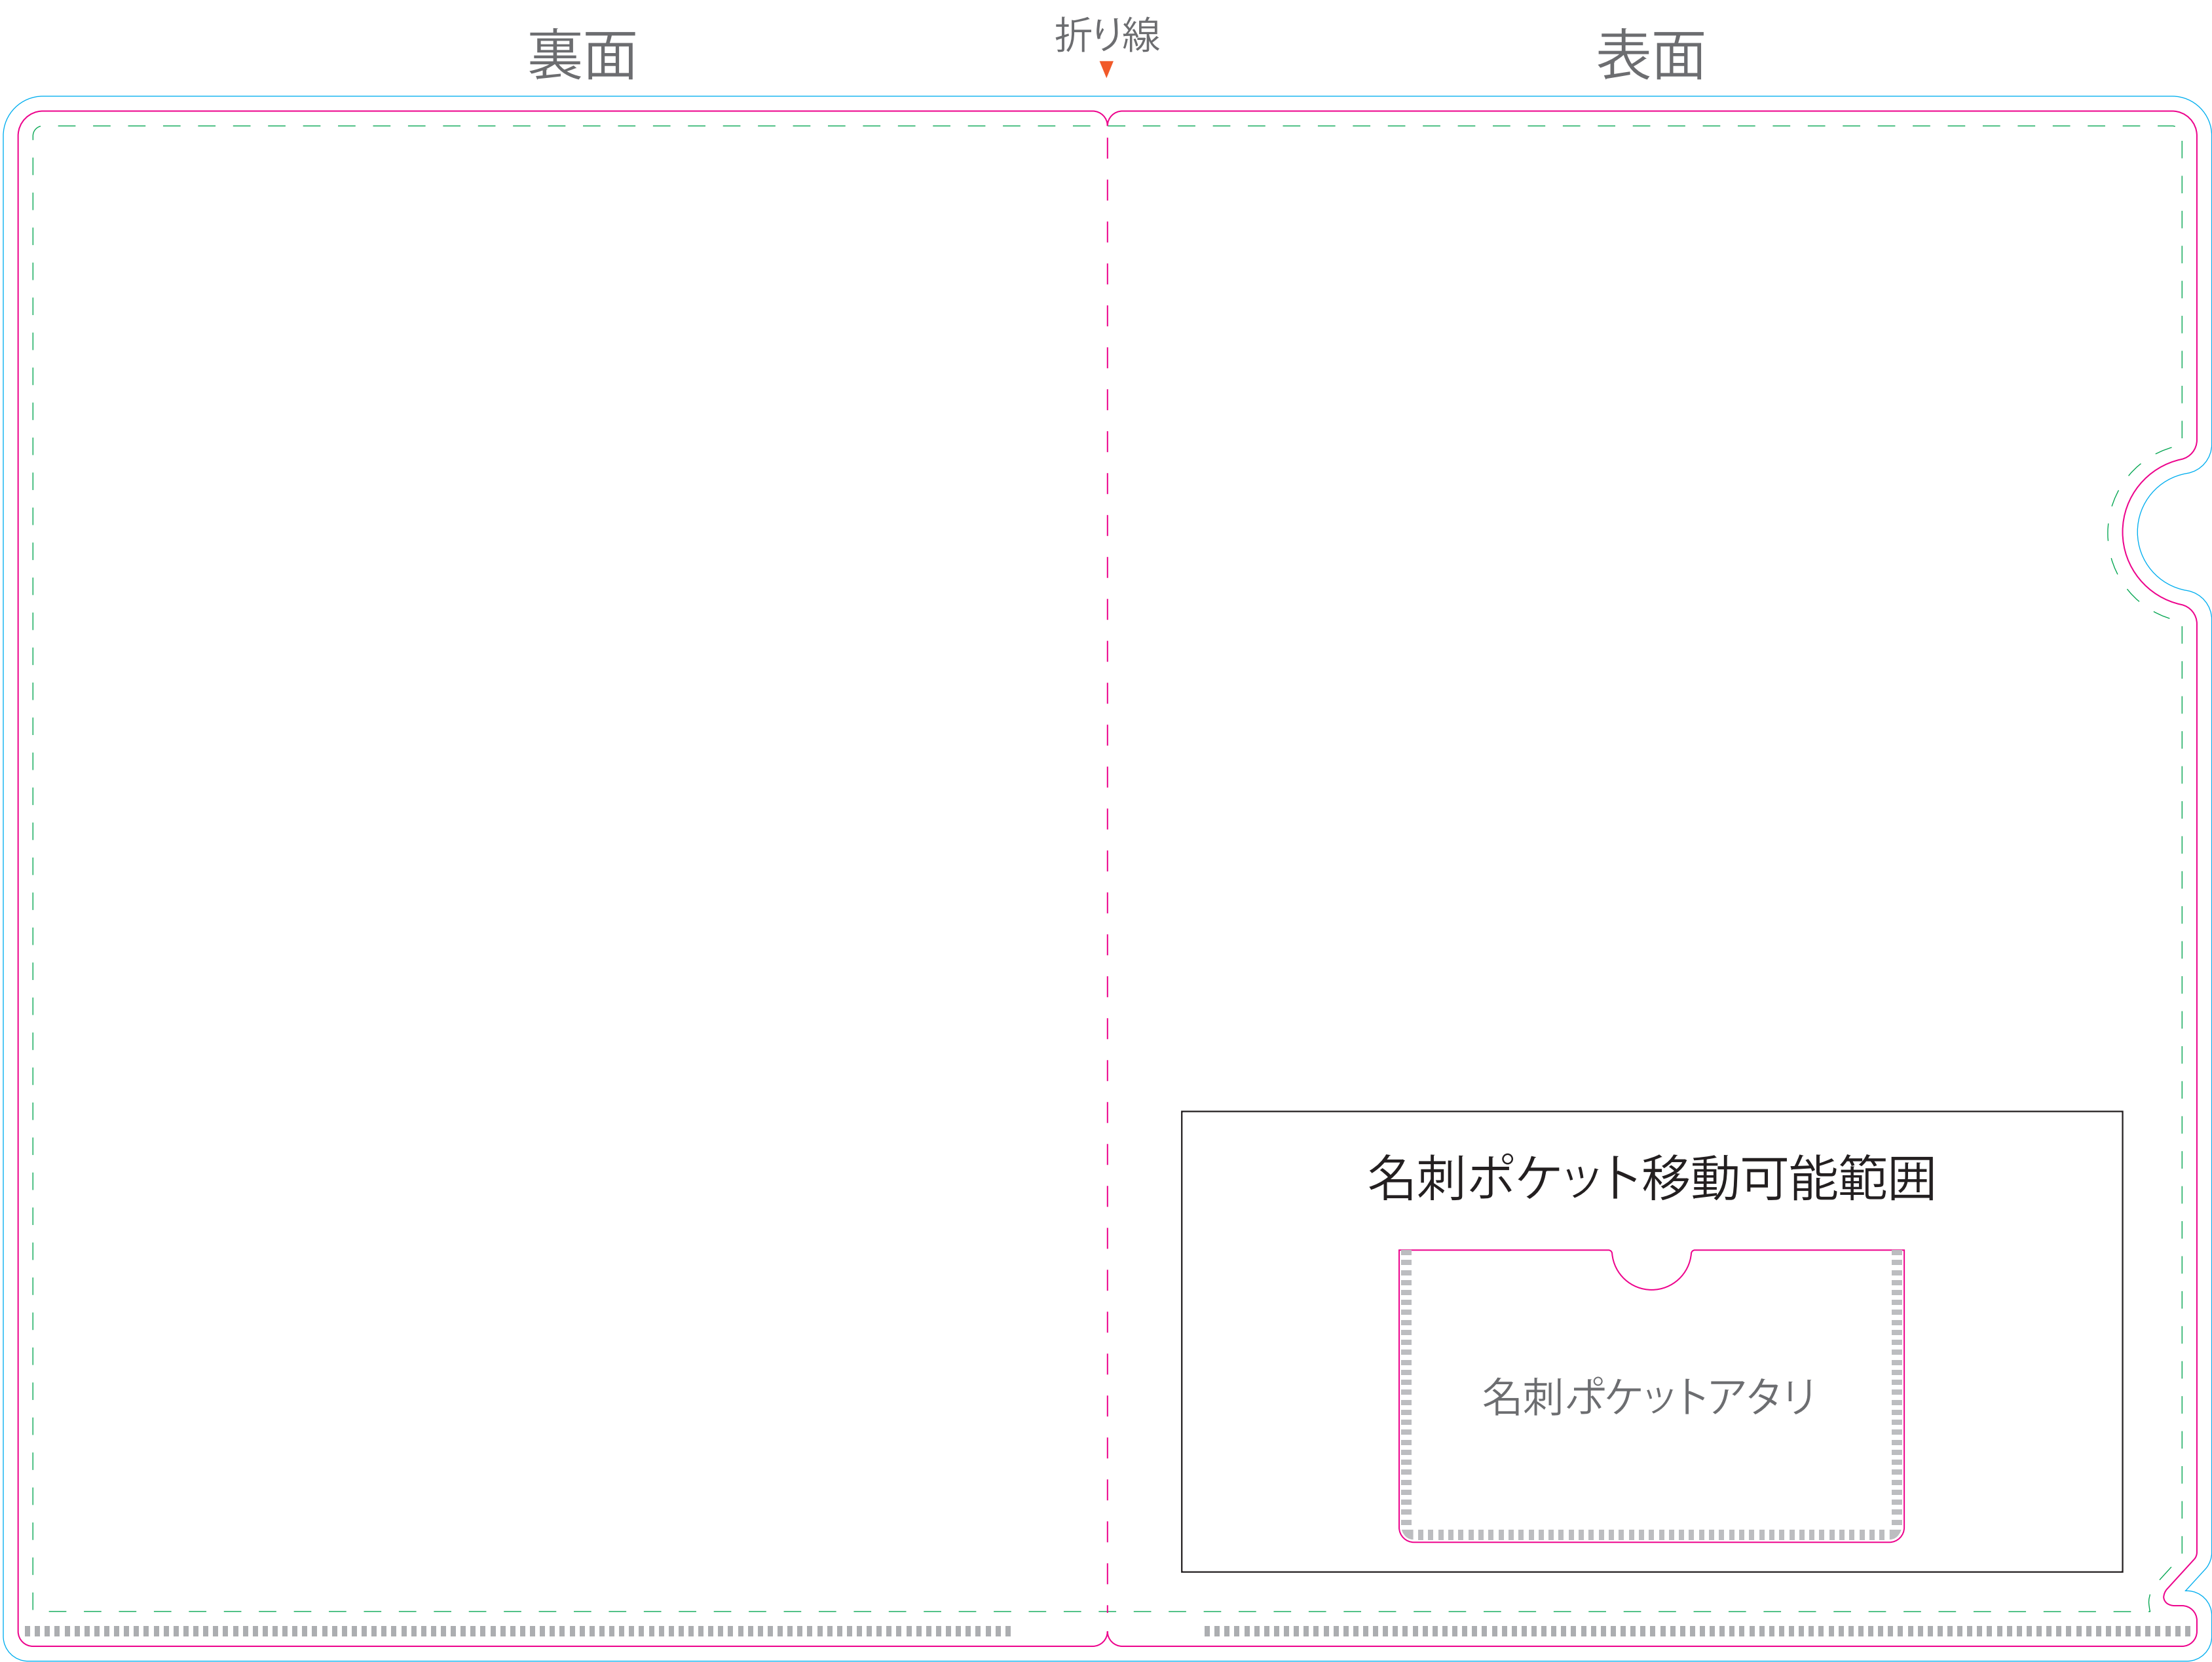 裏面
折り線
表面
名刺ポケット移動可能範囲
名刺ポケットアタリ